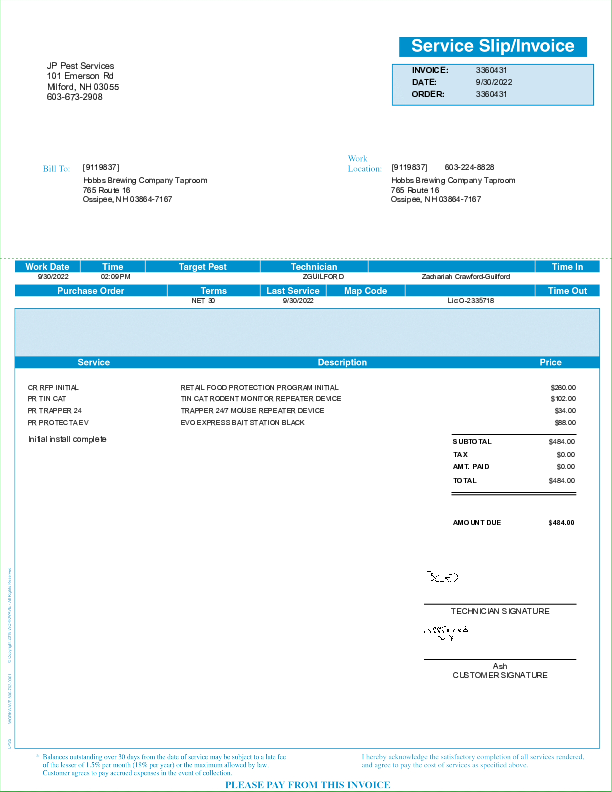 Service Slip/Invoice
JP Pest Services
101 Emerson Rd
Milford, NH 03055
603-673-2908
INVOICE: 3360431
DATE: 9/30/2022
ORDER: 3360431
Bill To: [9119837]
Hobbs Brewing Company Taproom
765 Route 16
Ossipee, NH 03864-7167
Work Location: [9119837] 603-224-8828
Hobbs Brewing Company Taproom
765 Route 16
Ossipee, NH 03864-7167
Work Date Time Target Pest Technician Time In
9/30/2022 02:09 PM ZGUILFORD Zachariah Crawford-Guilford
Purchase Order Terms Last Service Map Code Time Out
NET 30 9/30/2022 Lic:O-2335718
Service Description Price
CR RFP INITIAL RETAIL FOOD PROTECTION PROGRAM INITIAL $260.00
PR TIN CAT TIN CAT RODENT MONITOR REPEATER DEVICE $102.00
PR TRAPPER 24 TRAPPER 24/7 MOUSE REPEATER DEVICE $34.00
PR PROTECTA EV EVO EXPRESS BAIT STATION BLACK $88.00
Initial install complete
SUBTOTAL $484.00
TAX $0.00
AMT. PAID $0.00
TOTAL $484.00
AMOUNT DUE $484.00
TECHNICIAN SIGNATURE
Ash
CUSTOMER SIGNATURE
* Balances outstanding over 30 days from the date of service may be subject to a late fee
of the lesser of 1.5% per month (18% per year) or the maximum allowed by law.
Customer agrees to pay accrued expenses in the event of collection.
I hereby acknowledge the satisfactory completion of all services rendered,
and agree to pay the cost of services as specified above.
PLEASE PAY FROM THIS INVOICE